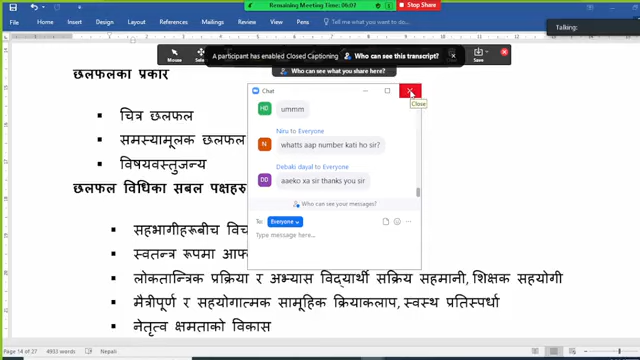 Remaining Meeting Time: 06:02
Stop Share
File Home Insert Design Layout References Mailings Review View Help Tell me what you want to do
Talking:
A participant has enabled Closed Captioning Who can see this transcript?
Mouse Select Save
Who can see what you share here?
छलफलका प्रकार
Chat
Close
HD ummm
चित्र छलफल
Niru to Everyone
N whatts aap number kati ho sir?
समस्यामूलक छलफल
Debaki dayal to Everyone
विषयवस्तुजन्य
DD aaeko xa sir thanks you sir
छलफल विधिका सबल पक्षहरु
Who can see your messages?
To: Everyone
सहभागीहरूबीच
Type message here...
स्वतन्त्र रूपमा
लोकतान्त्रिक प्रक्रिया र अभ्यास विद्यार्थी सक्रिय सहमानी, शिक्षक सहयोगी
मैत्रीपूर्ण र सहयोगात्मक सामूहिक क्रियाकलाप, स्वस्थ प्रतिस्पर्धा
नेतृत्व क्षमताको विकास
Page 14 of 27 4933 words Nepali